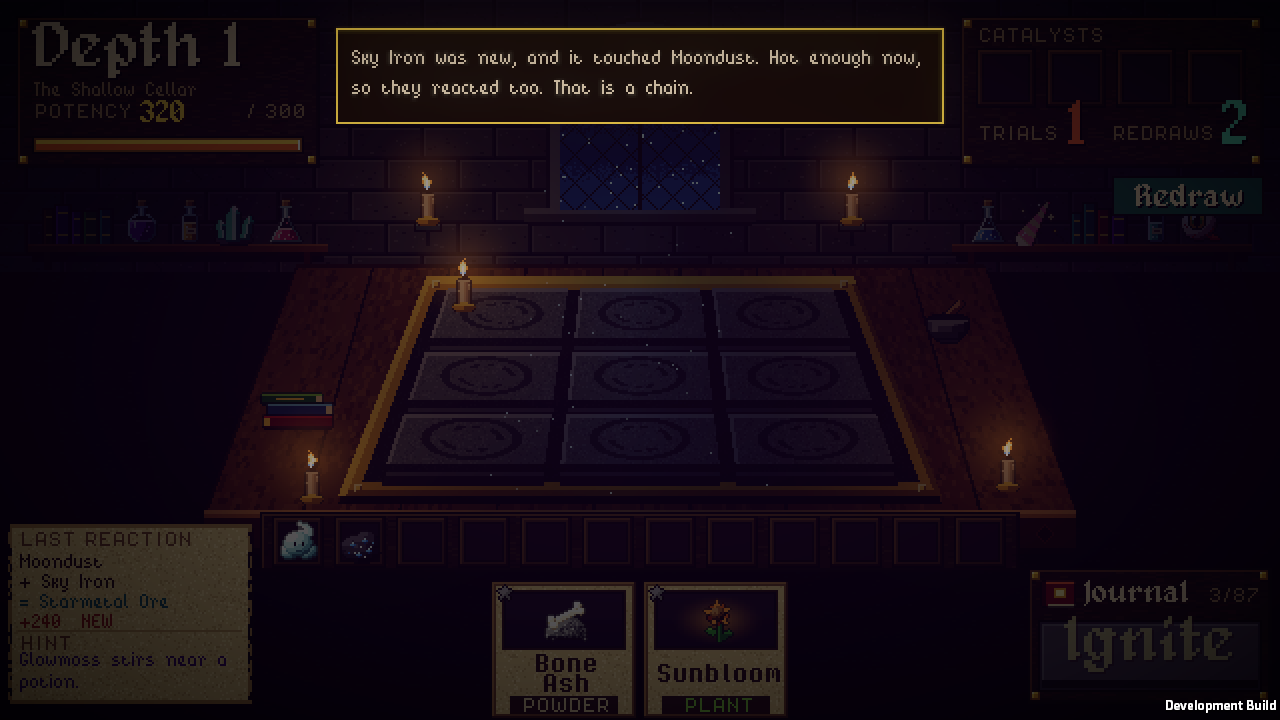 Depth 1
The Shallow Cellar
POTENCY 320 / 300
Sky Iron was new, and it touched Moondust. Hot enough now,
so they reacted too. That is a chain.
CATALYSTS
TRIALS 1 REDRAWS 2
Redraw
LAST REACTION
Moondust
+ Sky Iron
= Starmetal Ore
+240 NEW
HINT
Glowmoss stirs near a
potion.
Bone
Ash
POWDER
Sunbloom
PLANT
Journal 3/87
Ignite
Development Build